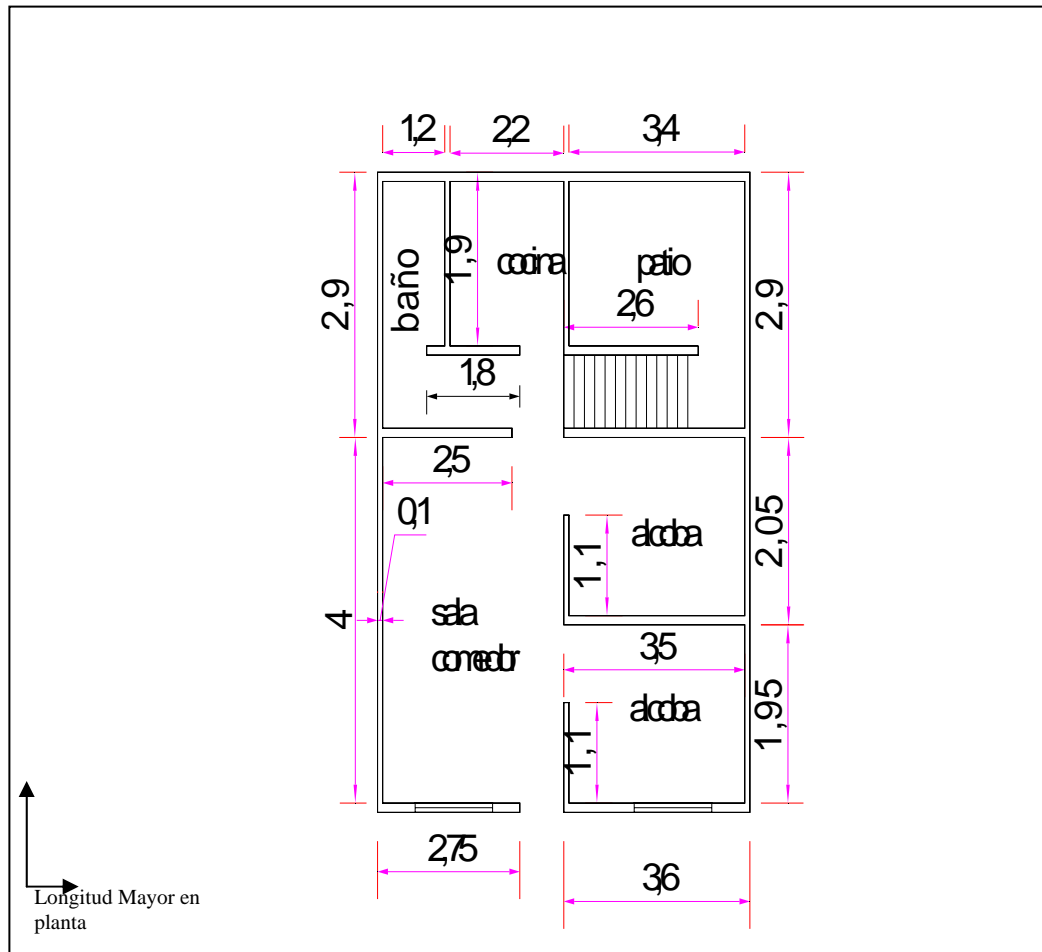 1,2
2,2
3,4
2,9
baño
1,9
cocina
patio
2,6
2,9
1,8
2,5
0,1
2,05
alcoba
1,1
4
sala
comedor
3,5
alcoba
1,95
1,1
2,75
3,6
Longitud Mayor en
planta